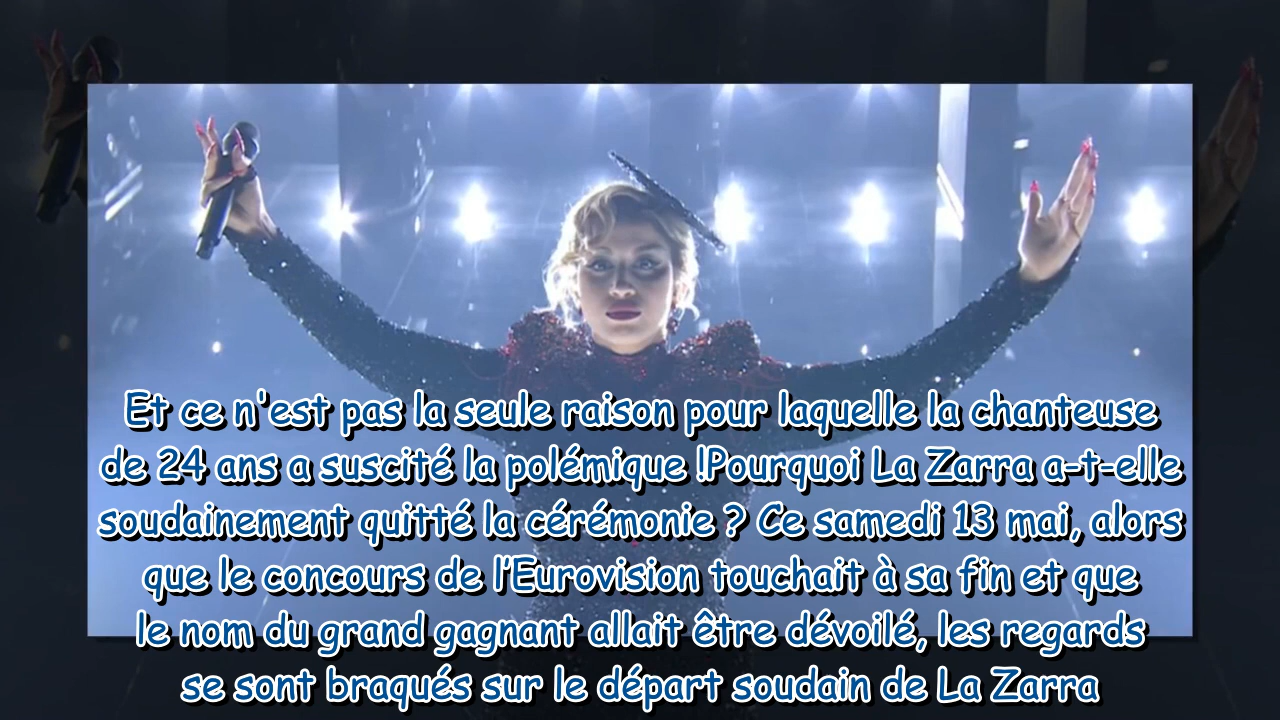 Et ce n'est pas la seule raison pour laquelle la chanteuse
de 24 ans a suscité la polémique !Pourquoi La Zarra a-t-elle
soudainement quitté la cérémonie ? Ce samedi 13 mai, alors
que le concours de l’Eurovision touchait à sa fin et que
le nom du grand gagnant allait être dévoilé, les regards
se sont braqués sur le départ soudain de La Zarra